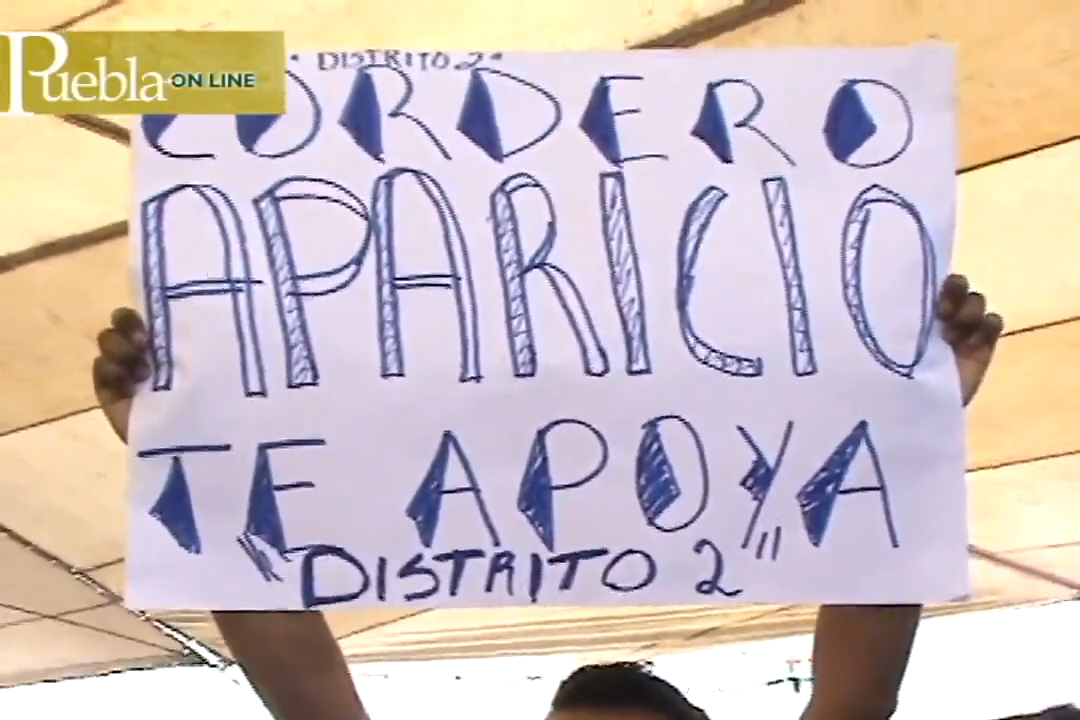 Puebla ON LINE
" DISTRITO 2 "
CORDERO
APARICIO
TE APOYA
"DISTRITO 2"